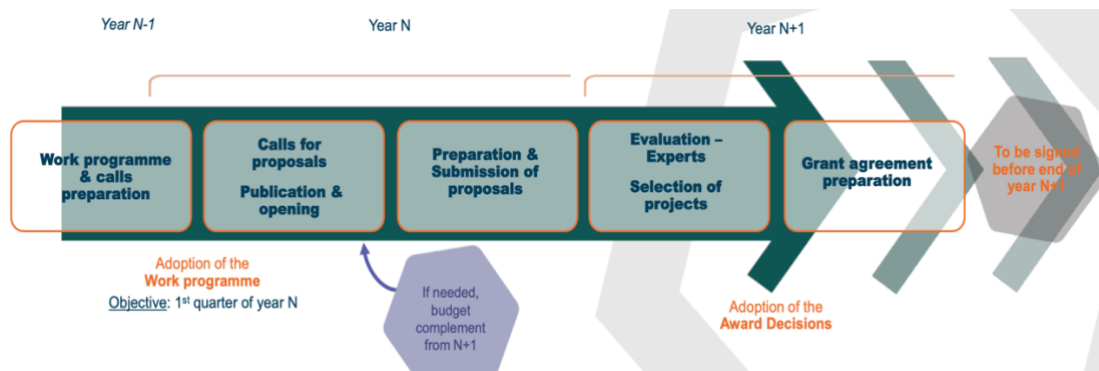 Year N-1
Year N
Year N+1
Work programme
& calls
preparation
Calls for
proposals
Publication &
opening
Preparation &
Submission of
proposals
Evaluation –
Experts
Selection of
projects
Grant agreement
preparation
To be signed
before end of
year N+1
Adoption of the
Work programme
Objective: 1st quarter of year N
If needed,
budget
complement
from N+1
Adoption of the
Award Decisions